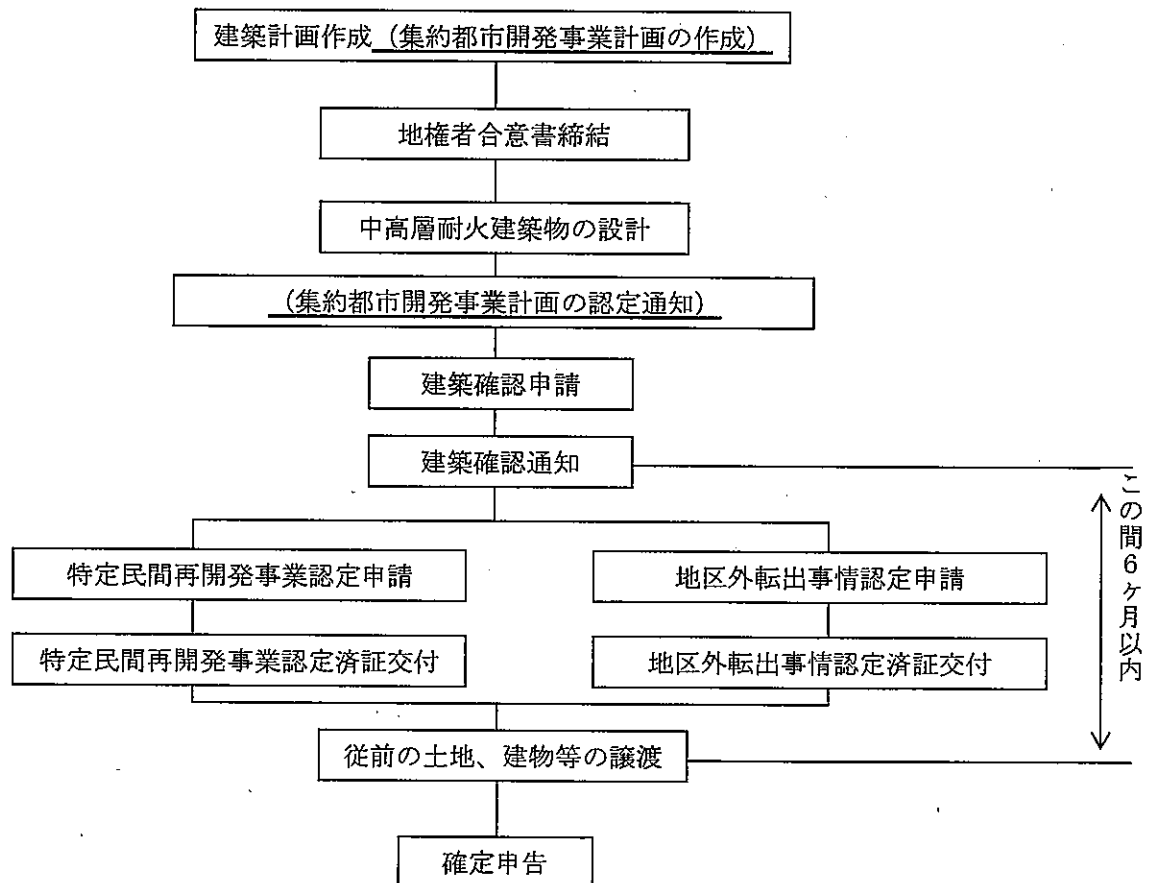 建築計画作成（集約都市開発事業計画の作成）
地権者合意書締結
中高層耐火建築物の設計
（集約都市開発事業計画の認定通知）
建築確認申請
建築確認通知
この間6ヶ月以内
特定民間再開発事業認定申請
地区外転出事情認定申請
特定民間再開発事業認定済証交付
地区外転出事情認定済証交付
従前の土地、建物等の譲渡
確定申告